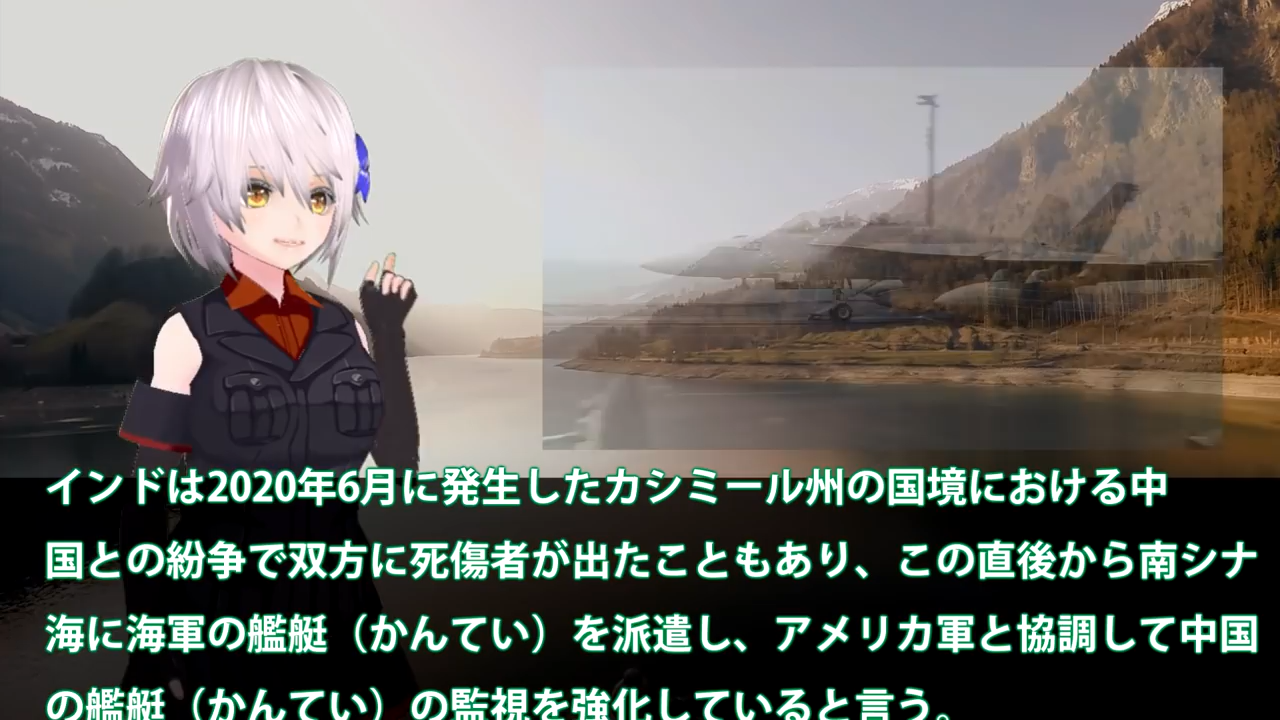 インドは2020年6月に発生したカシミール州の国境における中
国との紛争で双方に死傷者が出たこともあり、この直後から南シナ
海に海軍の艦艇（かんてい）を派遣し、アメリカ軍と協調して中国
の艦艇（かんてい）の監視を強化していると言う。